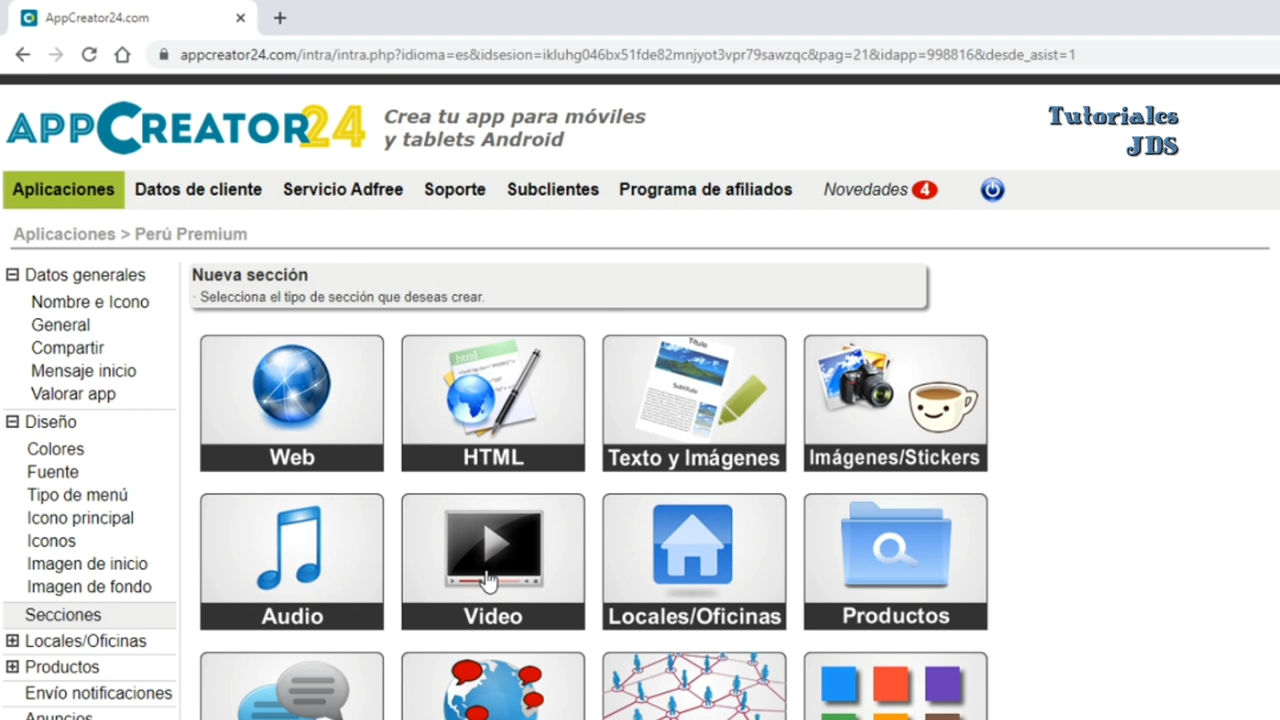 AppCreator24.com
appcreator24.com/intra/intra.php?idioma=es&idsesion=ikluhg046bx51fde82mnjyot3vpr79sawzqc&pag=21&idapp=998816&desde_asist=1
APPCREATOR24
Crea tu app para móviles
y tablets Android
Tutoriales
JDS
Aplicaciones Datos de cliente Servicio Adfree Soporte Subclientes Programa de afiliados Novedades 4
Aplicaciones > Perú Premium
Datos generales
Nombre e Icono
General
Compartir
Mensaje inicio
Valorar app
Diseño
Colores
Fuente
Tipo de menú
Icono principal
Iconos
Imagen de inicio
Imagen de fondo
Secciones
Locales/Oficinas
Productos
Envío notificaciones
Anuncios
Nueva sección
· Selecciona el tipo de sección que deseas crear.
.html
Título
Subtítulo
Web HTML Texto y Imágenes Imágenes/Stickers
Audio Video Locales/Oficinas Productos